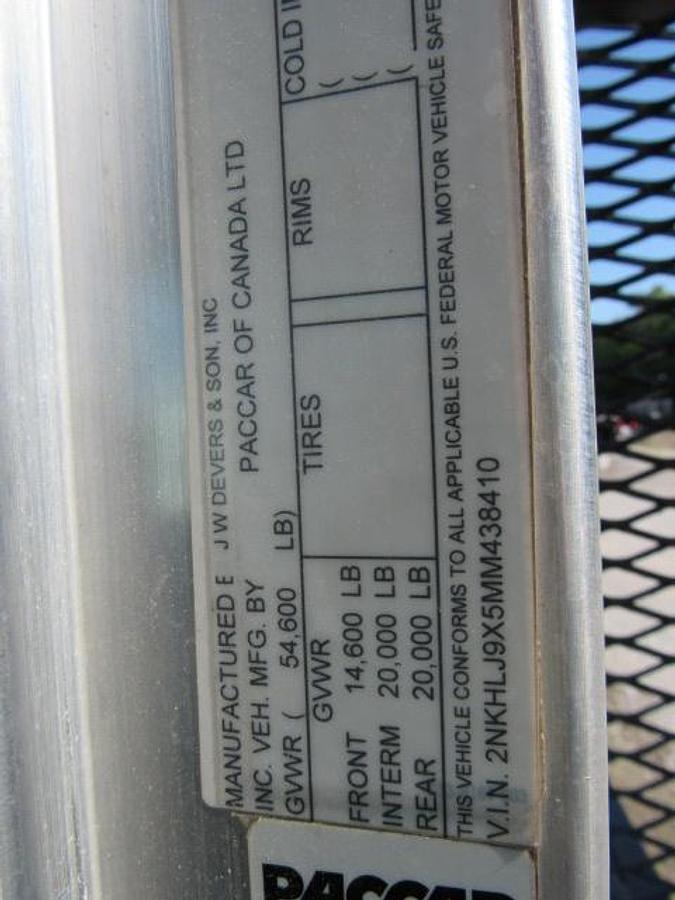 MANUFACTURED E J W DEVERS & SON, INC
INC. VEH. MFG. BY PACCAR OF CANADA LTD
GVWR ( 54,600 LB)
GVWR TIRES RIMS COLD
FRONT 14,600 LB (
INTERM 20,000 LB (
REAR 20,000 LB (
THIS VEHICLE CONFORMS TO ALL APPLICABLE U.S. FEDERAL MOTOR VEHICLE SAFE
V.I.N. 2NKHLJ9X5MM438410
PACCAR